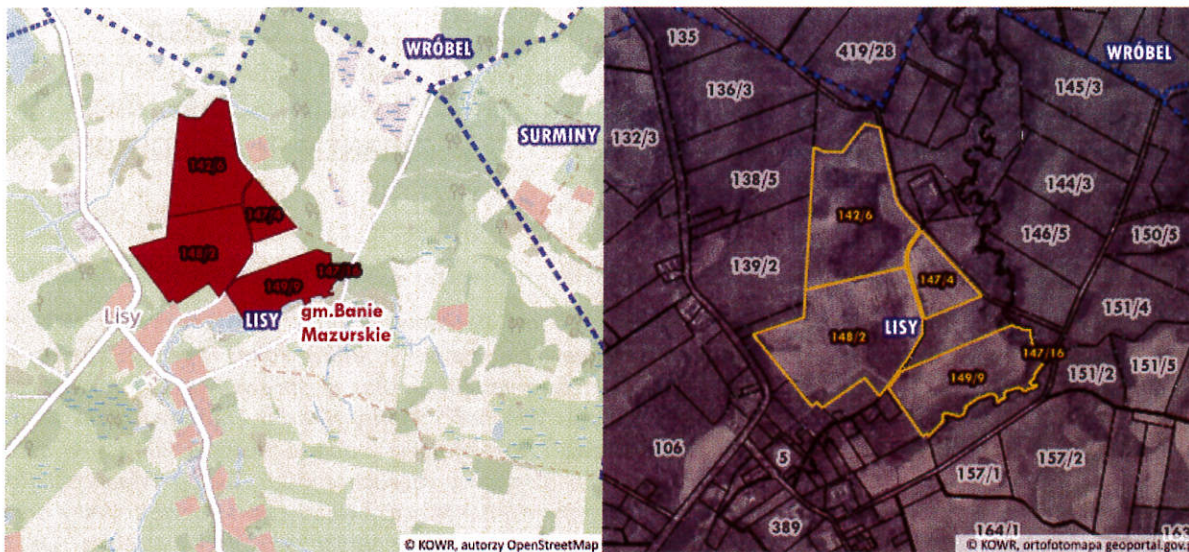 WRÓBEL
SURMINY
142/6
147/4
148/2
147/16
149/9
Lisy
LISY
gm.Banie
Mazurskie
© KOWR, autorzy OpenStreetMap
135
419/28
WRÓBEL
136/3
145/3
132/3
138/5
144/3
142/6
146/5
150/5
139/2
147/4
151/4
LISY
148/2
147/16
149/9
151/2
151/5
106
5
157/1
157/2
389
164/1
© KOWR, ortofotomapa geoportal.gov.